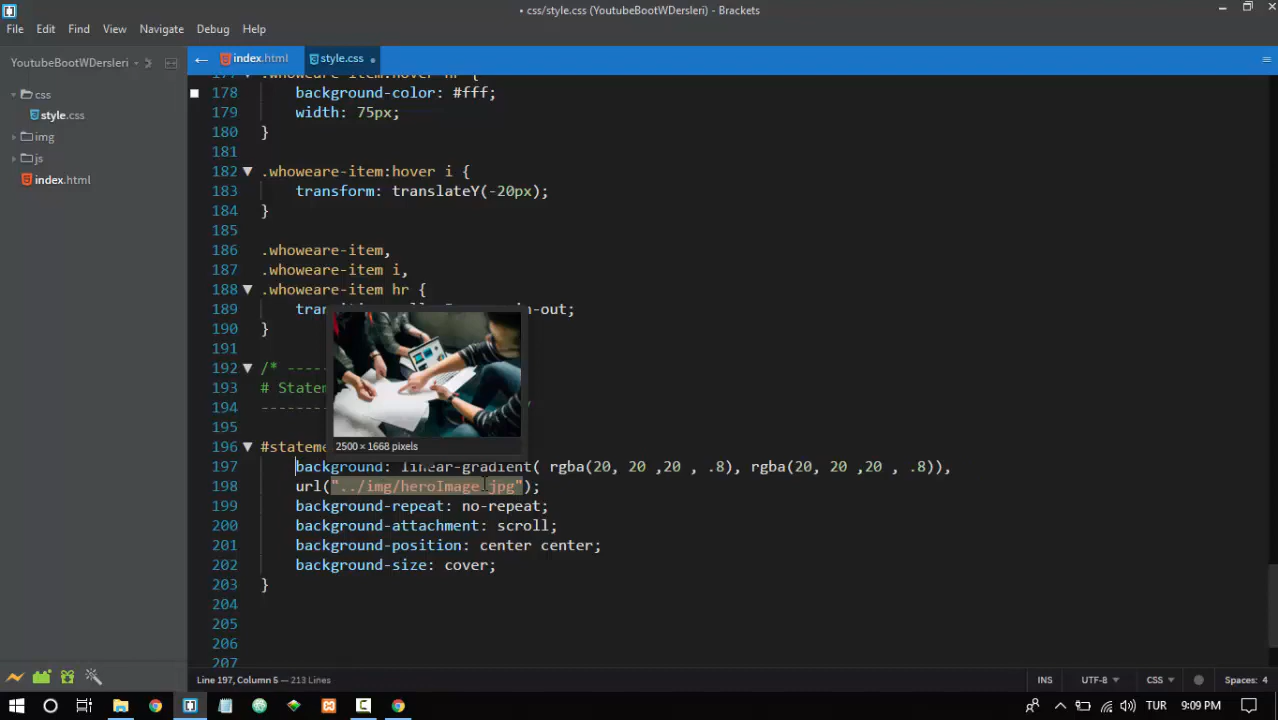 • css/style.css (YoutubeBootWDersleri) - Brackets
File Edit Find View Navigate Debug Help
YoutubeBootWDersleri
index.html
style.css
css
style.css
img
js
index.html
177
178 background-color: #fff;
179 width: 75px;
180 }
181
182 .whoweare-item:hover i {
183 transform: translateY(-20px);
184 }
185
186 .whoweare-item,
187 .whoweare-item i,
188 .whoweare-item hr {
189
190 }
191
192 /*
193 # Statem
194
195
2500 × 1668 pixels
196 #stateme
197 background: linear-gradient( rgba(20, 20 ,20 , .8), rgba(20, 20 ,20 , .8)),
198 url("../img/heroImage.jpg");
199 background-repeat: no-repeat;
200 background-attachment: scroll;
201 background-position: center center;
202 background-size: cover;
203 }
204
205
206
207
Line 197, Column 5 — 213 Lines
INS UTF-8 CSS Spaces: 4
TUR 9:09 PM